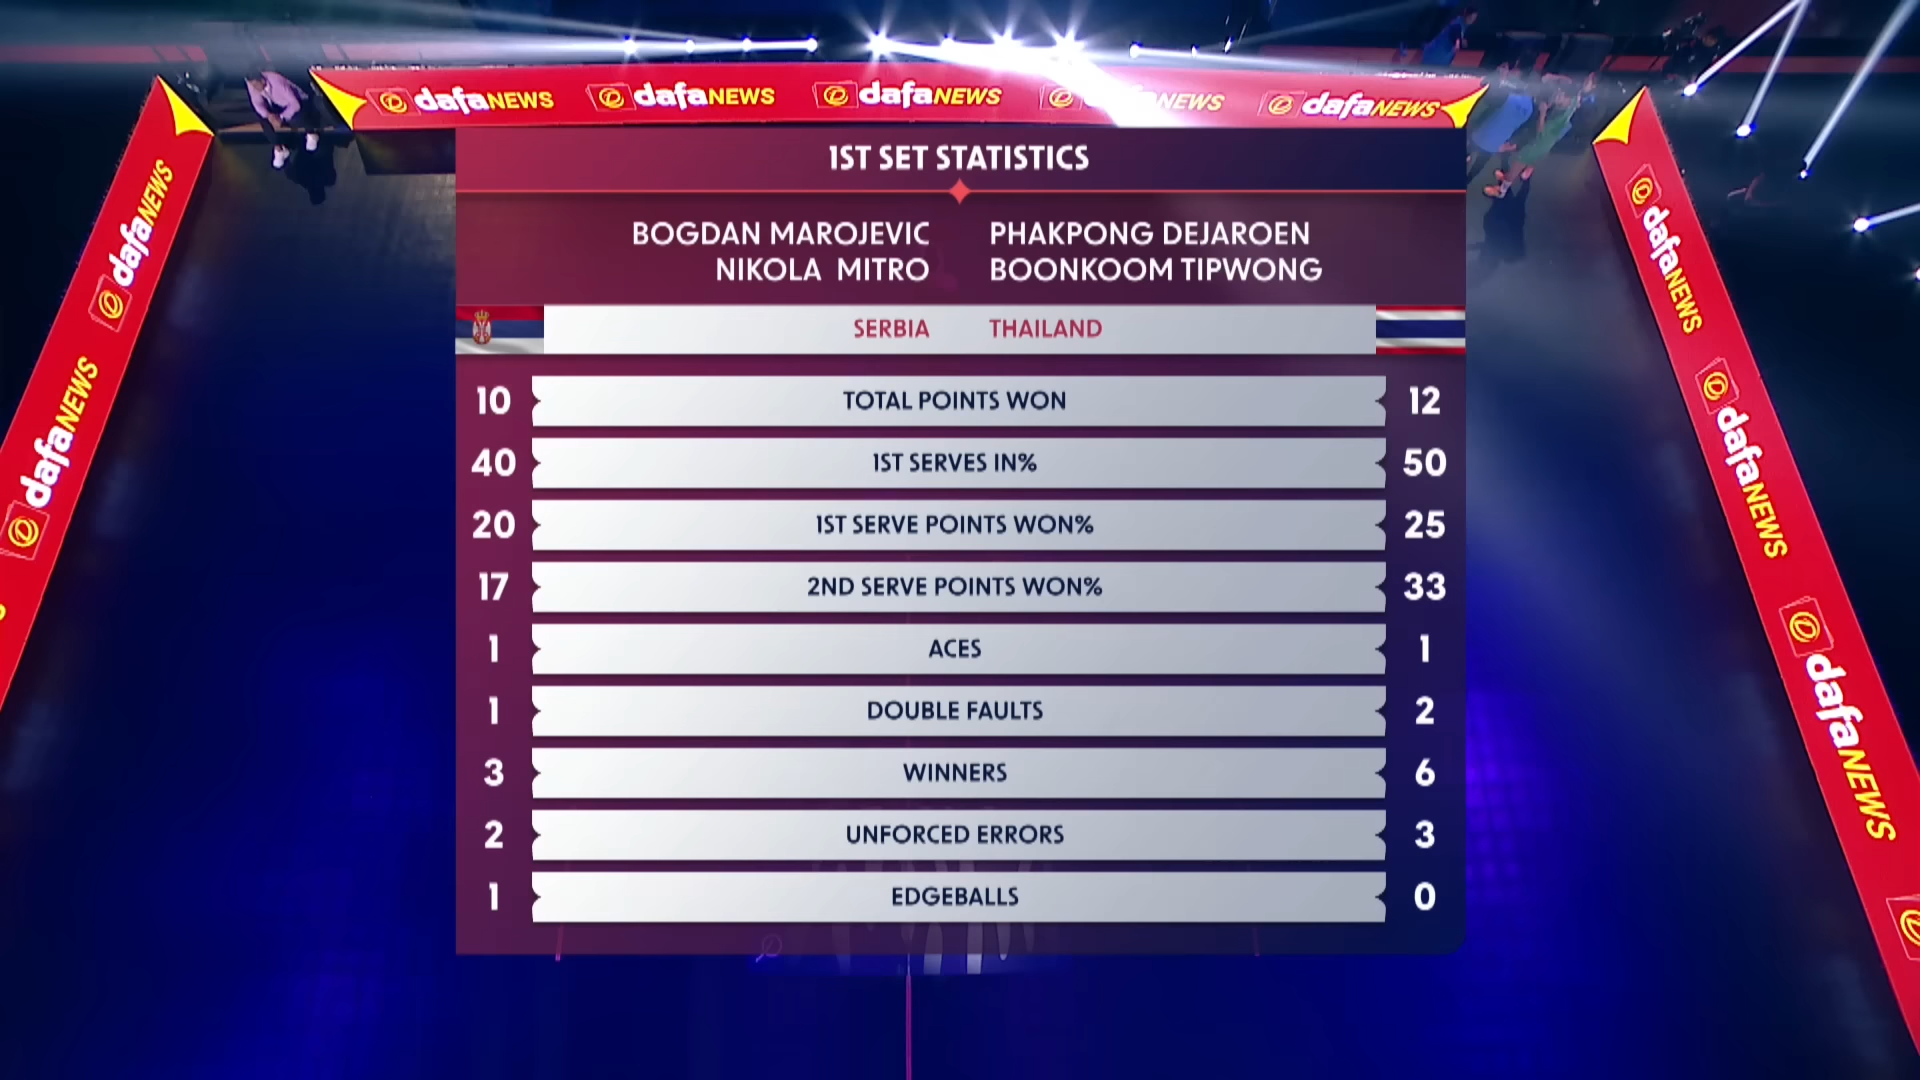 dafaNEWS dafaNEWS dafaNEWS NEWS dafaNEWS
dafaNEWS
dafaNEWS
1ST SET STATISTICS
BOGDAN MAROJEVIC PHAKPONG DEJAROEN
NIKOLA MITRO BOONKOOM TIPWONG
SERBIA THAILAND
10 TOTAL POINTS WON 12
40 1ST SERVES IN% 50
20 1ST SERVE POINTS WON% 25
17 2ND SERVE POINTS WON% 33
1 ACES 1
1 DOUBLE FAULTS 2
3 WINNERS 6
2 UNFORCED ERRORS 3
1 EDGEBALLS 0
dafaNEWS
dafaNEWS
dafaNEWS